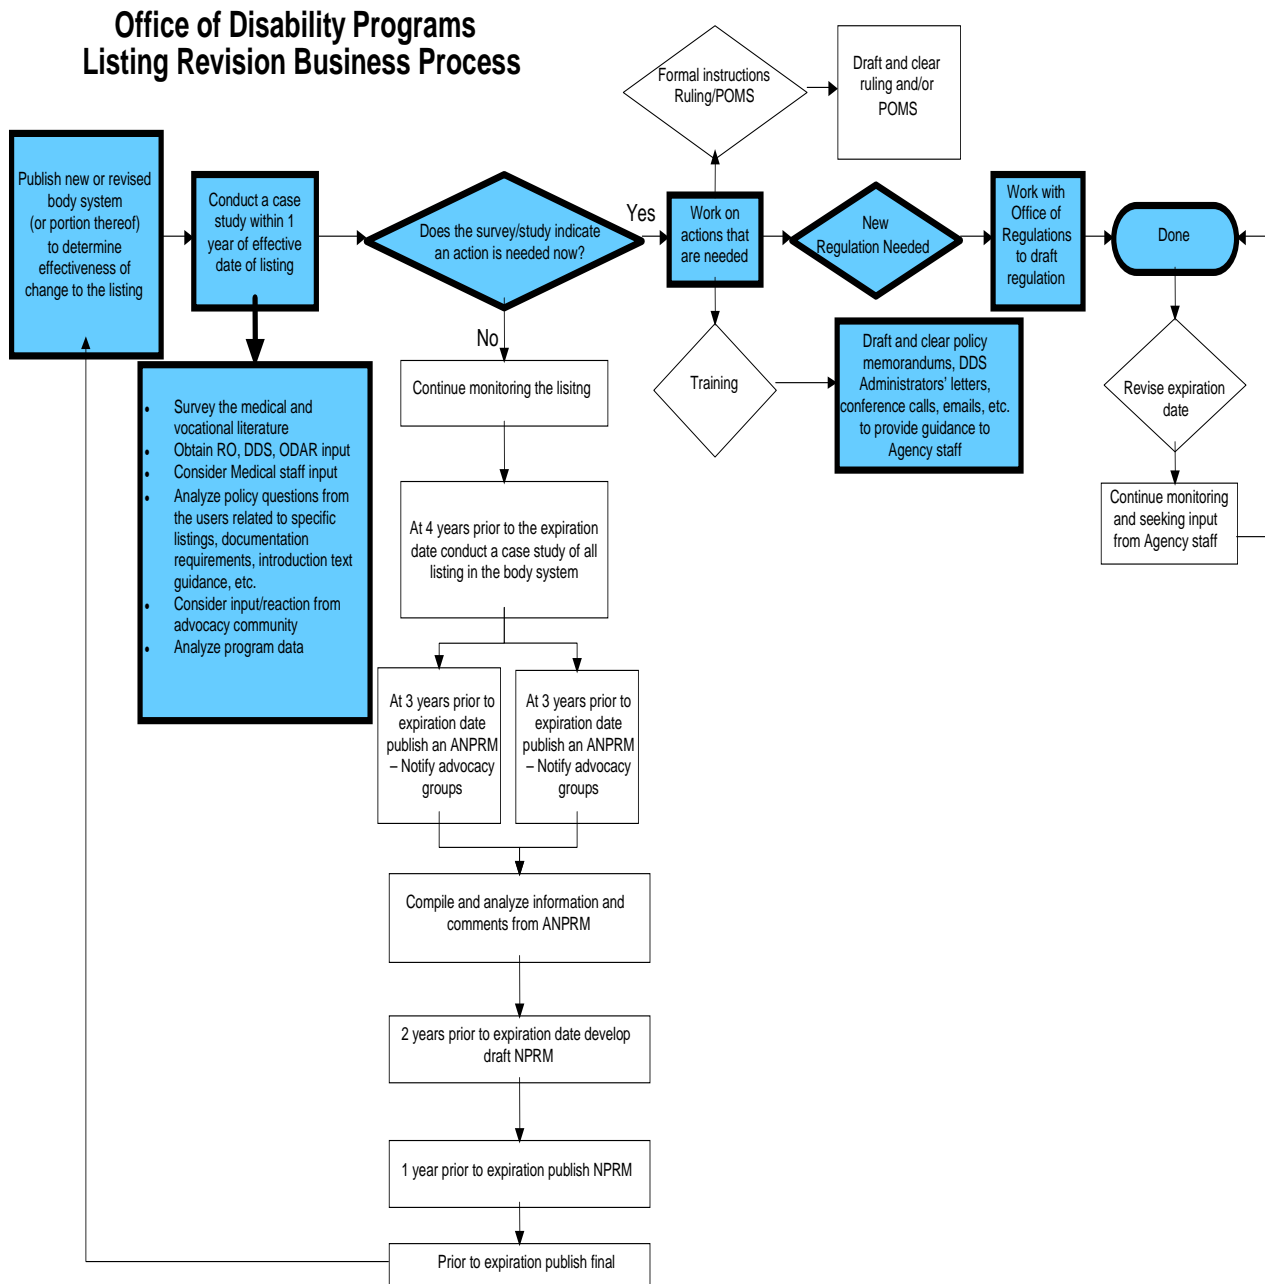 Office of Disability Programs
Listing Revision Business Process
Formal instructions
Ruling/POMS
Draft and clear
ruling and/or
POMS
Publish new or revised
body system
(or portion thereof)
to determine
effectiveness of
change to the listing
Conduct a case
study within 1
year of effective
date of listing
Does the survey/study indicate
an action is needed now?
Yes
Work on
actions that
are needed
New
Regulation Needed
Work with
Office of
Regulations
to draft
regulation
Done
No
• Survey the medical and
vocational literature
• Obtain RO, DDS, ODAR input
• Consider Medical staff input
• Analyze policy questions from
the users related to specific
listings, documentation
requirements, introduction text
guidance, etc.
• Consider input/reaction from
advocacy community
• Analyze program data
Continue monitoring the lisitng
Training
Draft and clear policy
memorandums, DDS
Administrators' letters,
conference calls, emails, etc.
to provide guidance to
Agency staff
Revise expiration
date
Continue monitoring
and seeking input
from Agency staff
At 4 years prior to the expiration
date conduct a case study of all
listing in the body system
At 3 years prior to
expiration date
publish an ANPRM
– Notify advocacy
groups
At 3 years prior to
expiration date
publish an ANPRM
– Notify advocacy
groups
Compile and analyze information and
comments from ANPRM
2 years prior to expiration date develop
draft NPRM
1 year prior to expiration publish NPRM
Prior to expiration publish final